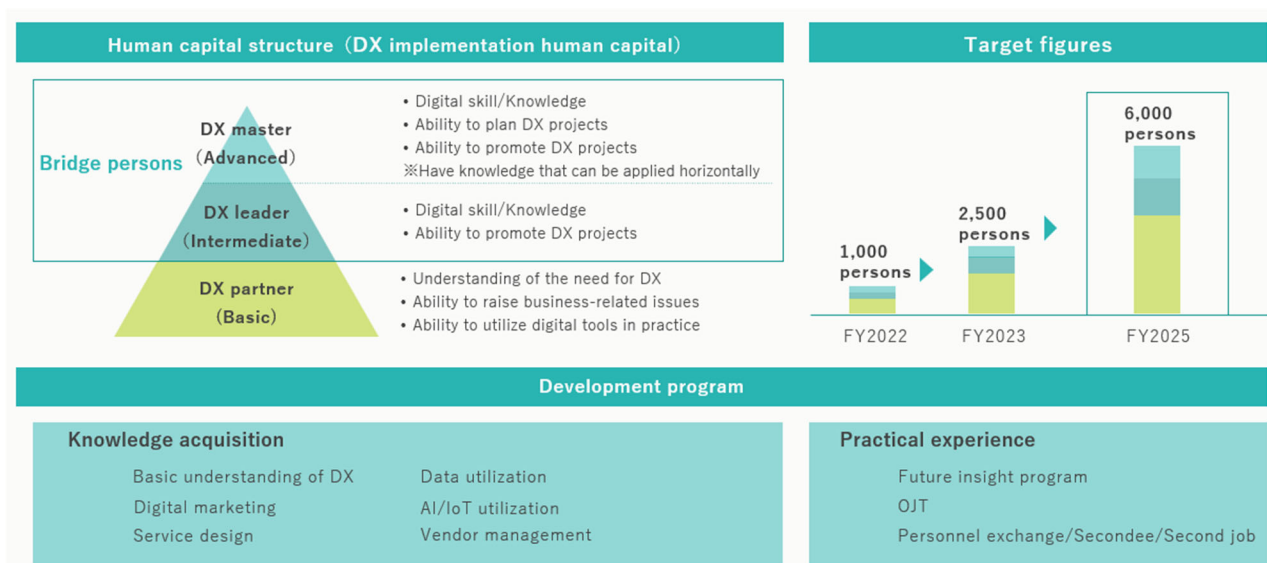 Human capital structure（DX implementation human capital）
Bridge persons
DX master
（Advanced）
• Digital skill/Knowledge
• Ability to plan DX projects
• Ability to promote DX projects
※Have knowledge that can be applied horizontally
DX leader
（Intermediate）
• Digital skill/Knowledge
• Ability to promote DX projects
DX partner
（Basic）
• Understanding of the need for DX
• Ability to raise business-related issues
• Ability to utilize digital tools in practice
Target figures
1,000
persons
2,500
persons
6,000
persons
FY2022
FY2023
FY2025
Development program
Knowledge acquisition
Basic understanding of DX
Digital marketing
Service design
Data utilization
AI/IoT utilization
Vendor management
Practical experience
Future insight program
OJT
Personnel exchange/Secondee/Second job